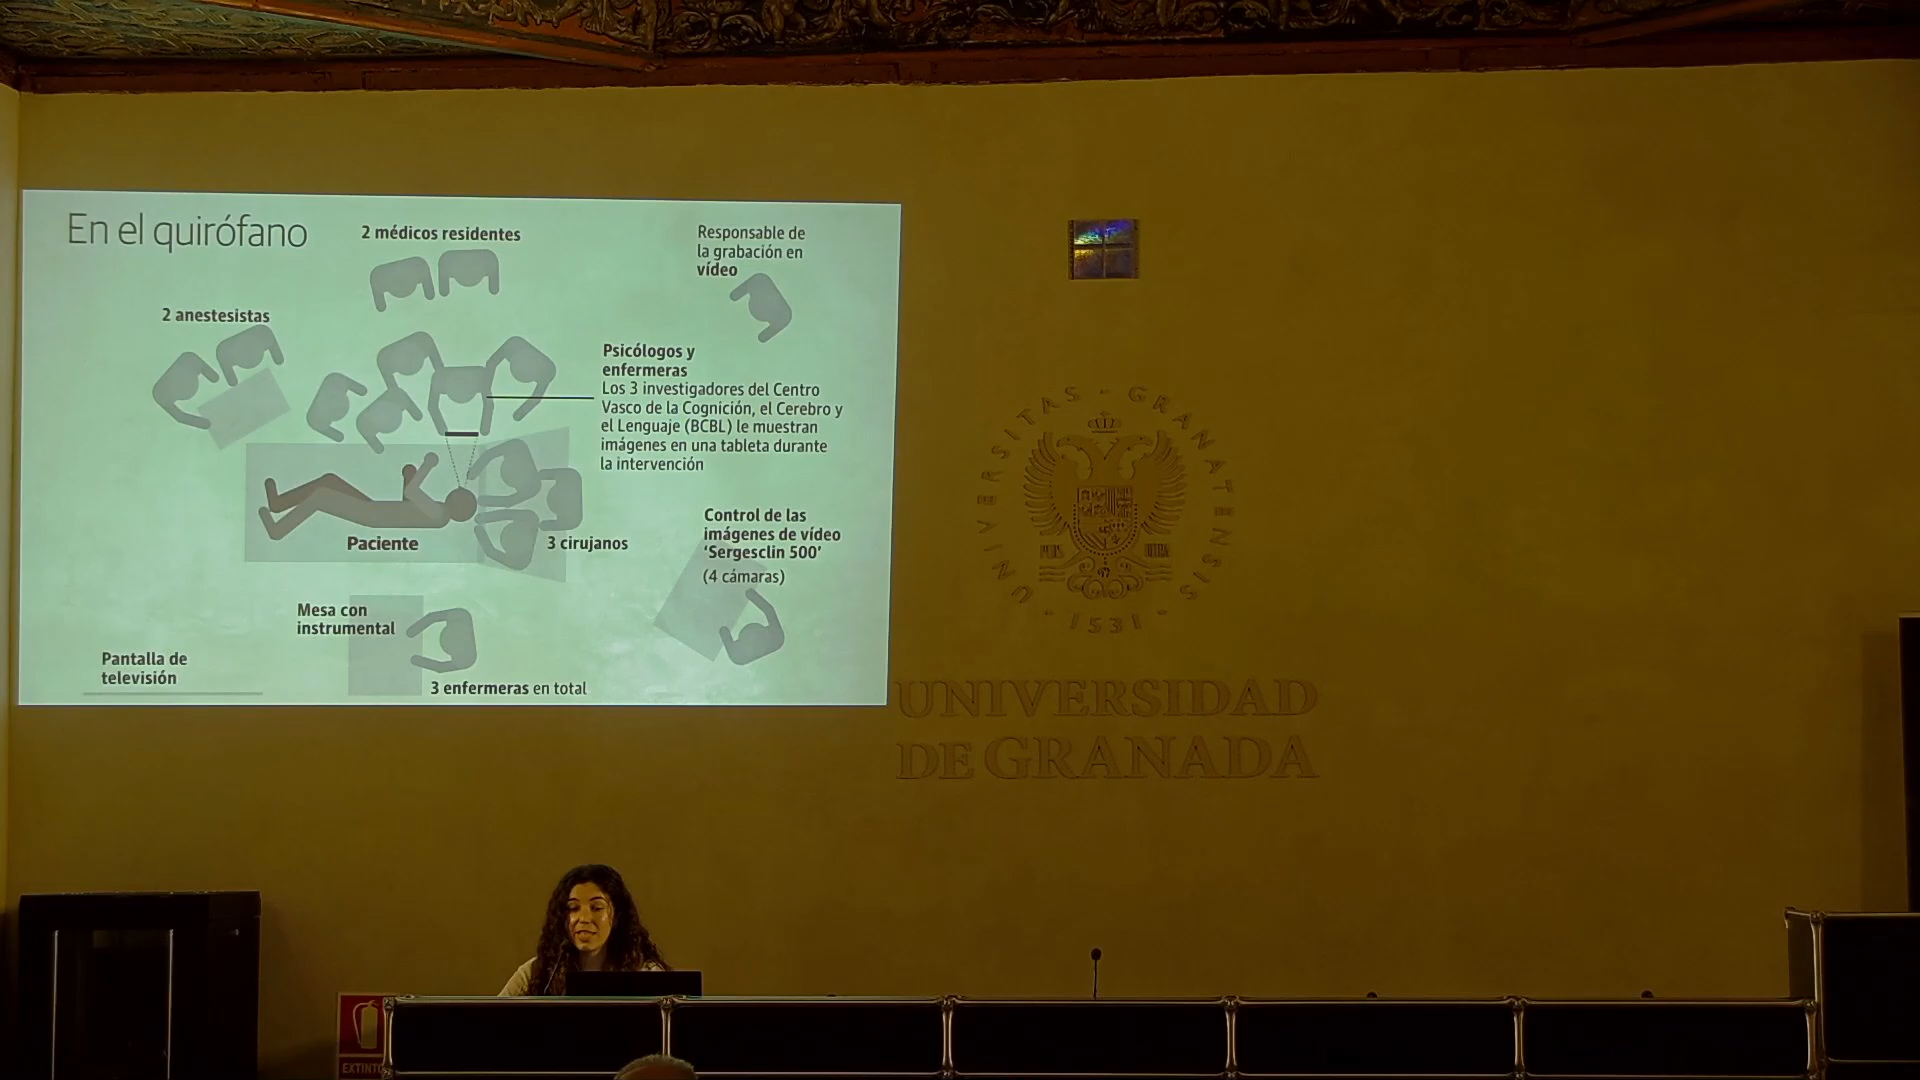 En el quirófano
2 médicos residentes
Responsable de
la grabación en
vídeo
2 anestesistas
Psicólogos y
enfermeras
Los 3 investigadores del Centro
Vasco de la Cognición, el Cerebro y
el Lenguaje (BCBL) le muestran
imágenes en una tableta durante
la intervención
Paciente
3 cirujanos
Control de las
imágenes de vídeo
‘Sergesclin 500’
(4 cámaras)
Mesa con
instrumental
3 enfermeras en total
Pantalla de
televisión
UNIVERSITAS · GRANATENSIS
· 1531 ·
UNIVERSIDAD
DE GRANADA
EXTINTO